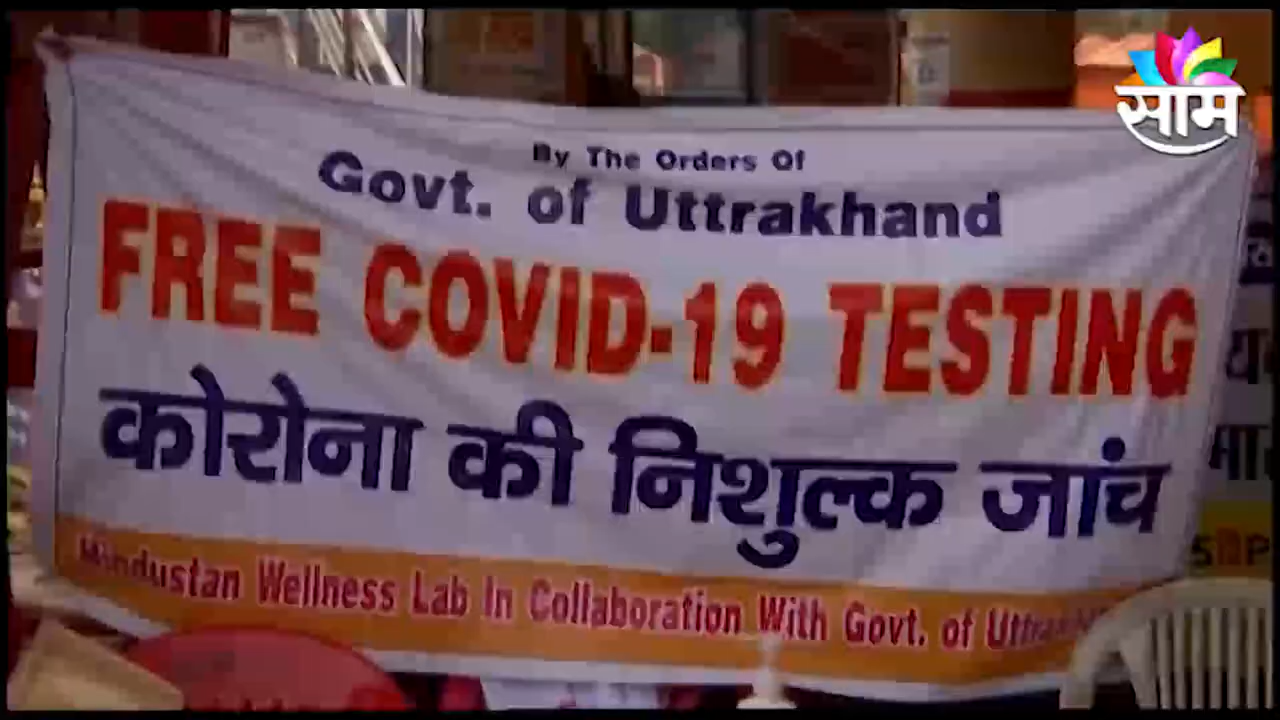 साम
By The Orders Of
Govt. of Uttrakhand
FREE COVID-19 TESTING
कोरोना की निशुल्क जांच
Hindustan Wellness Lab In Collaboration With Govt. of